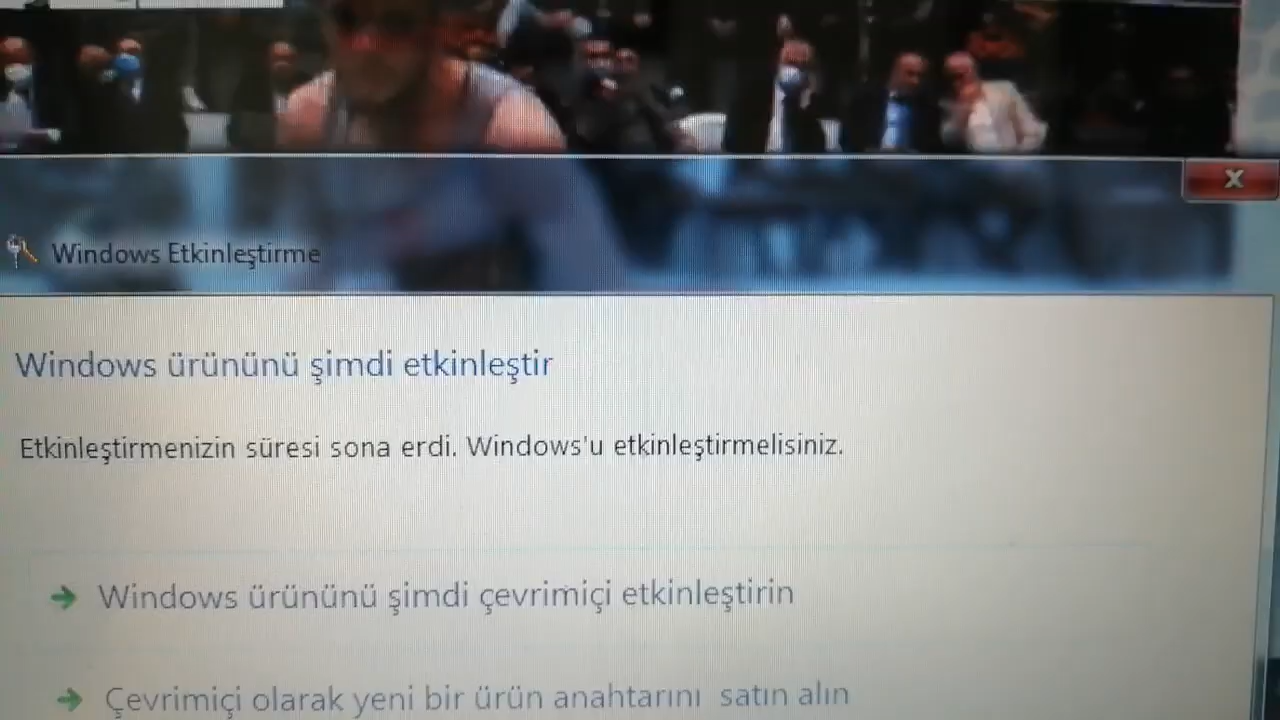 Windows Etkinleştirme
Windows ürününü şimdi etkinleştir
Etkinleştirmenizin süresi sona erdi. Windows'u etkinleştirmelisiniz.
Windows ürününü şimdi çevrimiçi etkinleştirin
Çevrimiçi olarak yeni bir ürün anahtarını satın alın